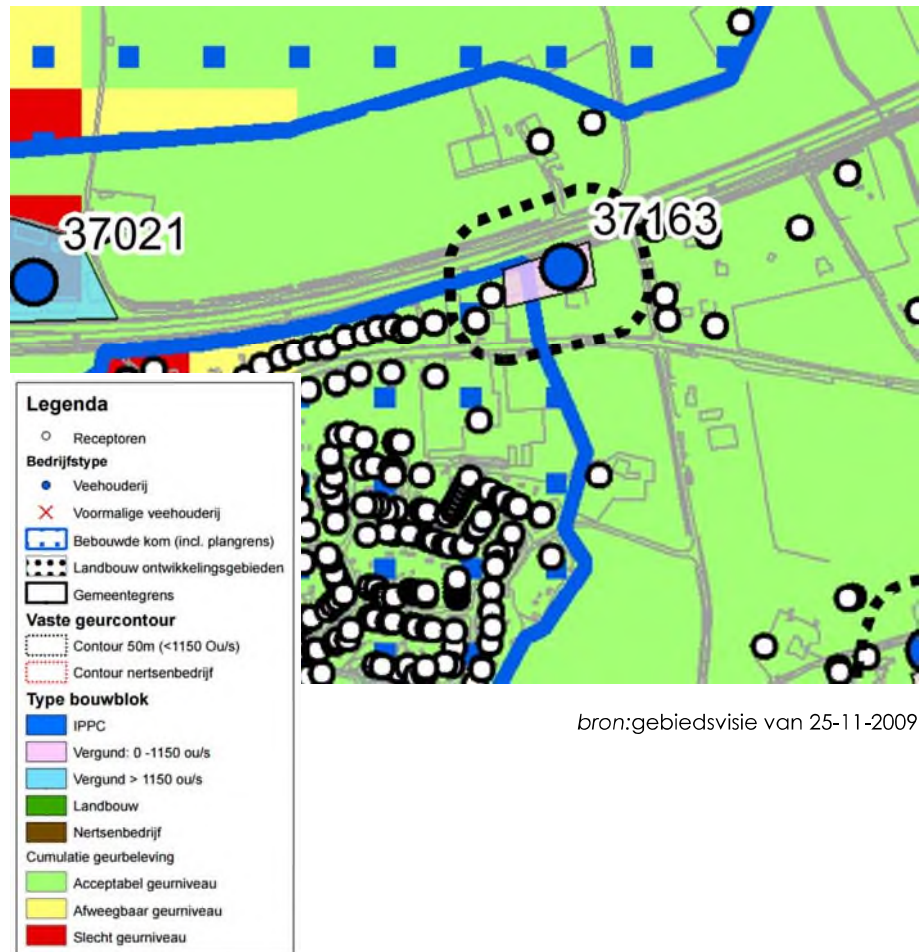 37021
37163
Legenda
Receptoren
Bedrijfstype
Veehouderij
Voormalige veehouderij
Bebouwde kom (incl. plangrens)
Landbouw ontwikkelingsgebieden
Gemeentegrens
Vaste geurcontour
Contour 50m (<1150 Ou/s)
Contour nertsenbedrijf
Type bouwblok
IPPC
Vergund: 0 -1150 ou/s
Vergund > 1150 ou/s
Landbouw
Nertsenbedrijf
Cumulatie geurbeleving
Acceptabel geurniveau
Afweegbaar geurniveau
Slecht geurniveau
bron:gebiedsvisie van 25-11-2009